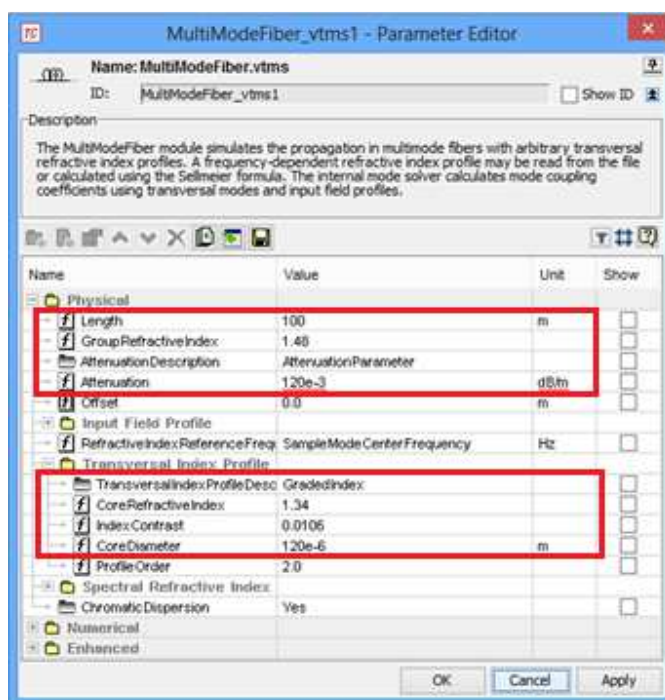 TC MultiModeFiber_vtms1 - Parameter Editor x
Name: MultiModeFiber.vtms
ID: MultiModeFiber_vtms1 Show ID
Description
The MultiModeFiber module simulates the propagation in multimode fibers with arbitrary transversal
refractive index profiles. A frequency-dependent refractive index profile may be read from the file
or calculated using the Sellmeier formula. The internal mode solver calculates mode coupling
coefficients using transversal modes and input field profiles.
Name Value Unit Show
Physical
f Length 100 m
f GroupRefractiveIndex 1.48
AttenuationDescription AttenuationParameter
f Attenuation 120e-3 dB/m
f Offset 0.0 m
Input Field Profile
f RefractiveIndexReferenceFreq SampleModeCenterFrequency Hz
Transversal Index Profile
TransversalIndexProfileDesc GradedIndex
f CoreRefractiveIndex 1.34
f IndexContrast 0.0106
f CoreDiameter 120e-6 m
f ProfileOrder 2.0
Spectral Refractive Index
ChromaticDispersion Yes
Numerical
Enhanced
OK Cancel Apply